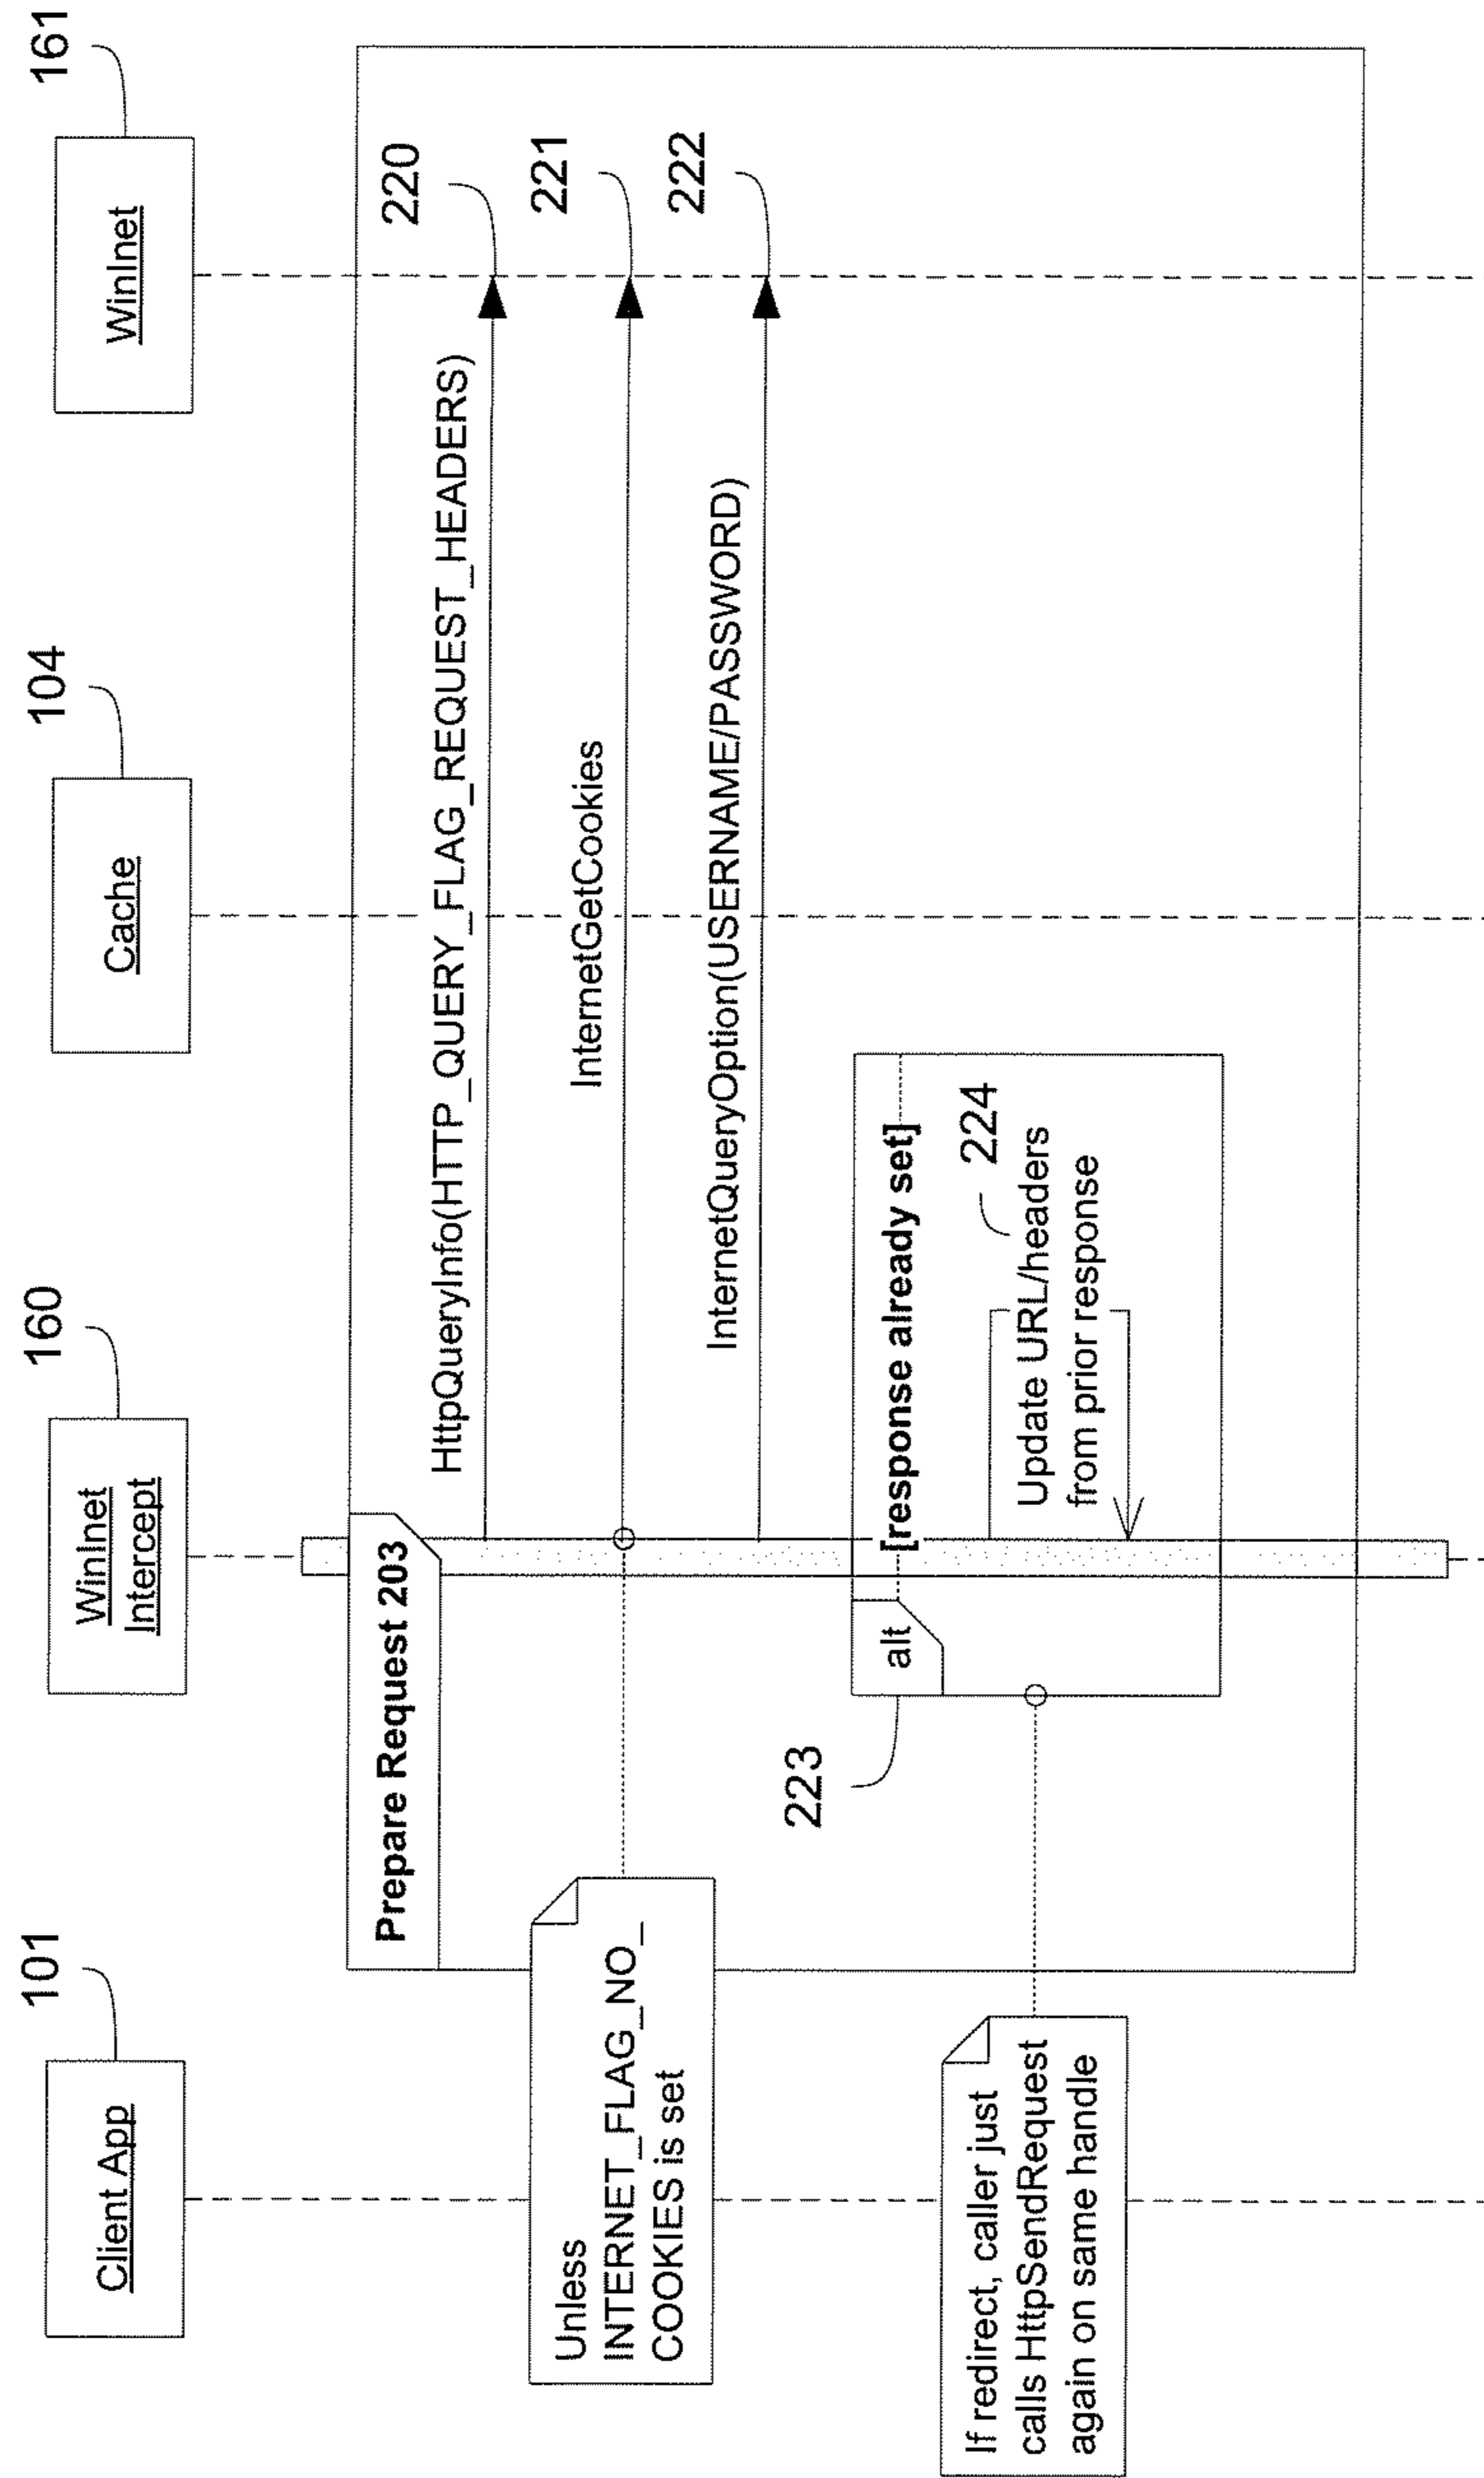 101
160
104
161
Client App
WinInet
Intercept
Cache
WinInet
Prepare Request 203
HttpQueryInfo(HTTP_QUERY_FLAG_REQUEST_HEADERS)
220
Unless
INTERNET_FLAG_NO_
COOKIES is set
InternetGetCookies
221
InternetQueryOption(USERNAME/PASSWORD)
222
223
alt
[response already set]
If redirect, caller just
calls HttpSendRequest
again on same handle
224
Update URL/headers
from prior response